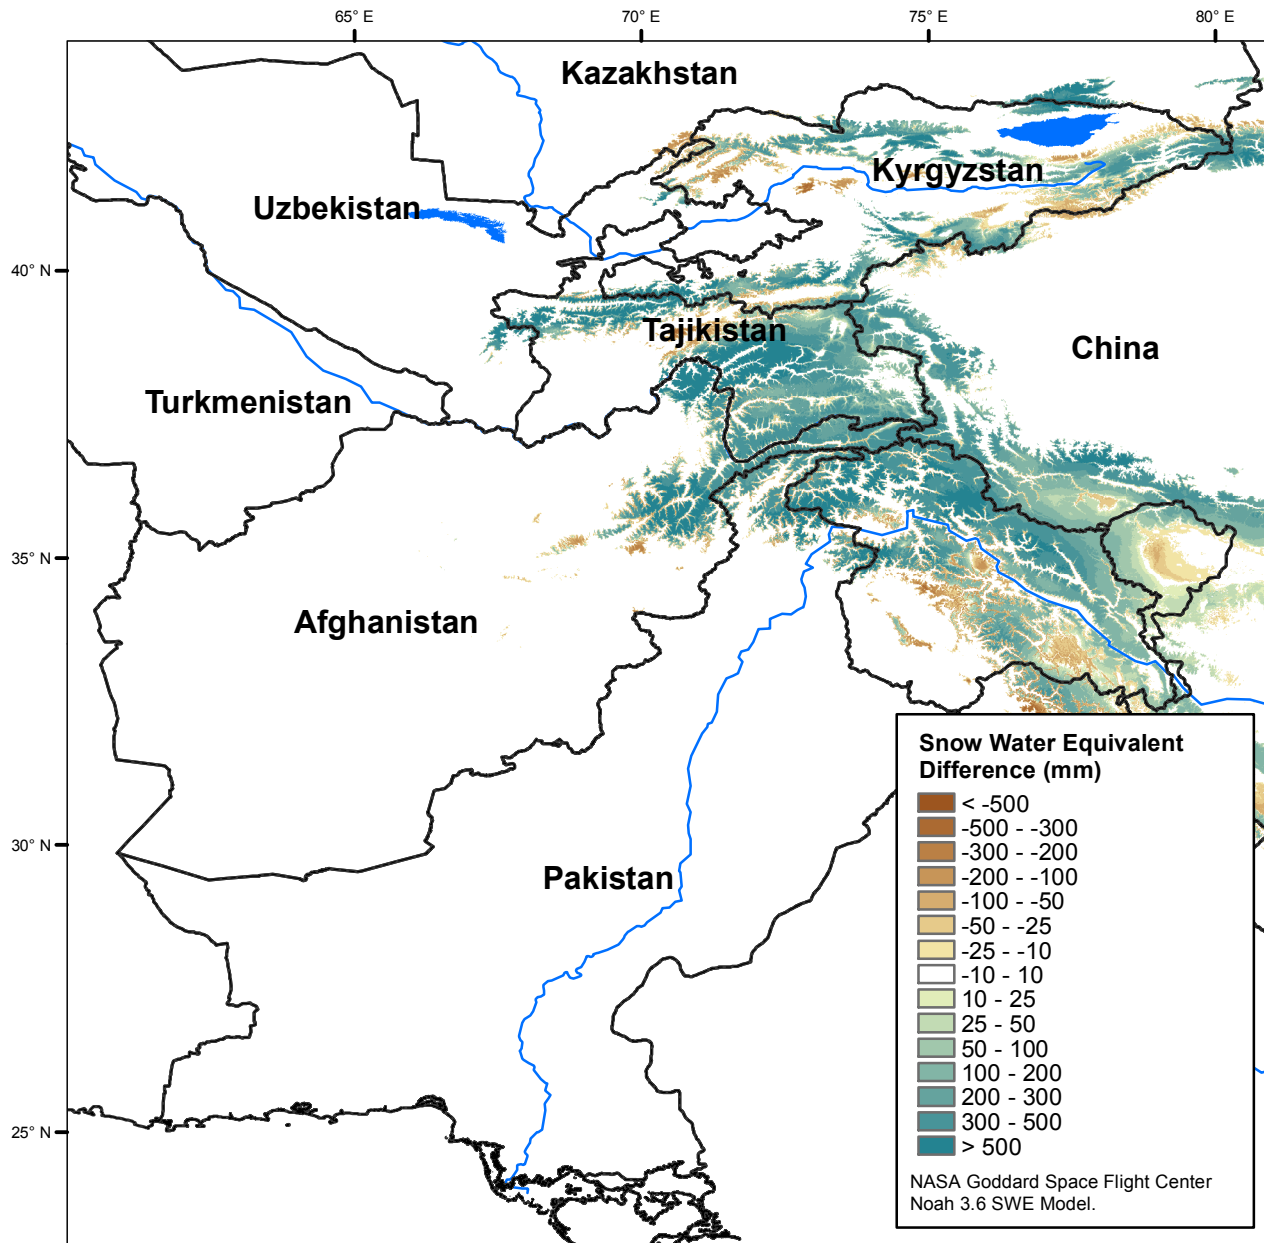 65° E
70° E
75° E
80° E
Kazakhstan
Kyrgyzstan
Uzbekistan
40° N
Tajikistan
China
Turkmenistan
35° N
Afghanistan
Snow Water Equivalent
Difference (mm)
< -500
-500 - -300
-300 - -200
-200 - -100
-100 - -50
-50 - -25
-25 - -10
-10 - 10
10 - 25
25 - 50
50 - 100
100 - 200
200 - 300
300 - 500
> 500
30° N
Pakistan
25° N
NASA Goddard Space Flight Center
Noah 3.6 SWE Model.